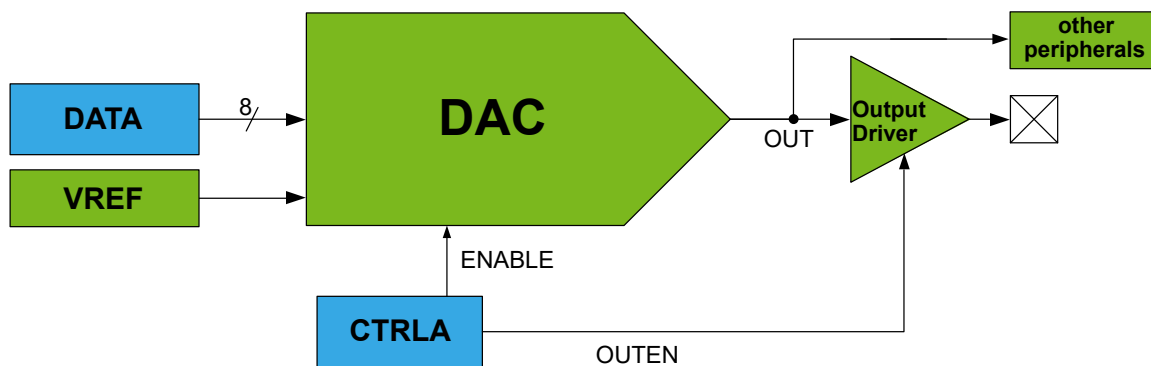 other
peripherals
DATA
8
DAC
Output
Driver
OUT
VREF
ENABLE
CTRLA
OUTEN